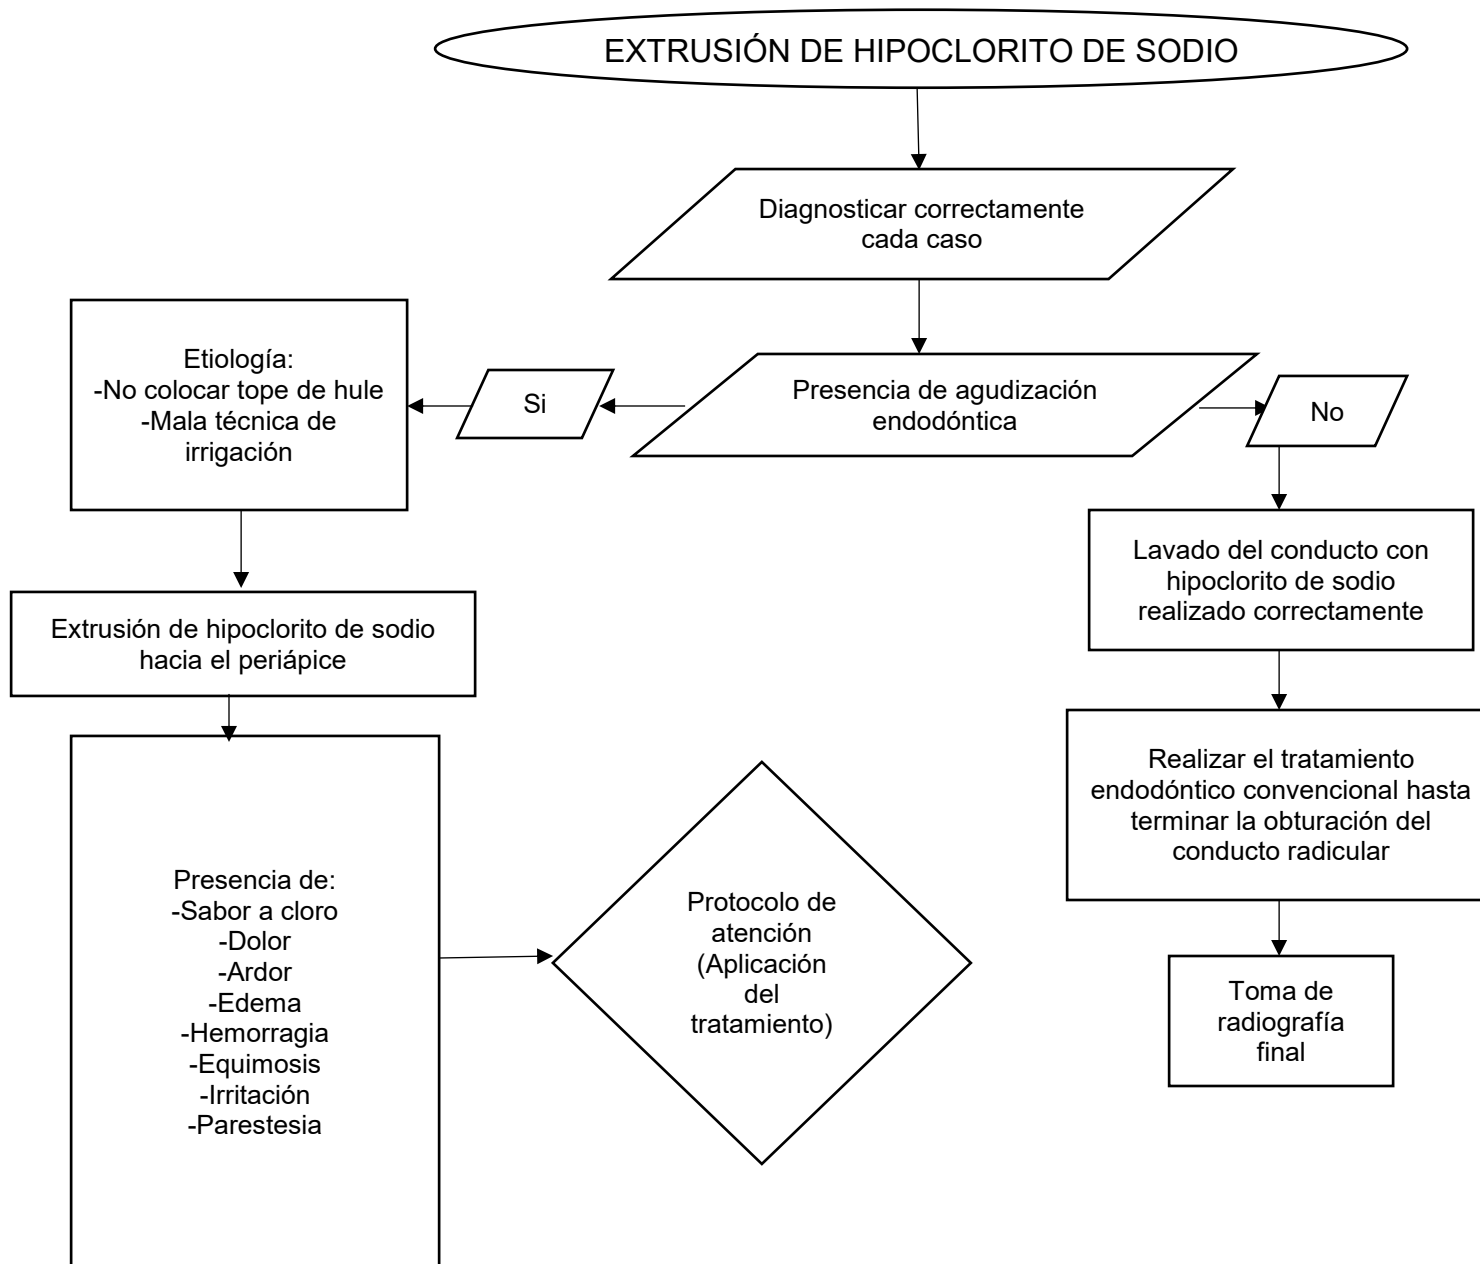 EXTRUSIÓN DE HIPOCLORITO DE SODIO
Diagnosticar correctamente
cada caso
Presencia de agudización
endodóntica
Si
No
Etiología:
-No colocar tope de hule
-Mala técnica de
irrigación
Extrusión de hipoclorito de sodio
hacia el periápice
Presencia de:
-Sabor a cloro
-Dolor
-Ardor
-Edema
-Hemorragia
-Equimosis
-Irritación
-Parestesia
Protocolo de
atención
(Aplicación
del
tratamiento)
Lavado del conducto con
hipoclorito de sodio
realizado correctamente
Realizar el tratamiento
endodóntico convencional hasta
terminar la obturación del
conducto radicular
Toma de
radiografía
final